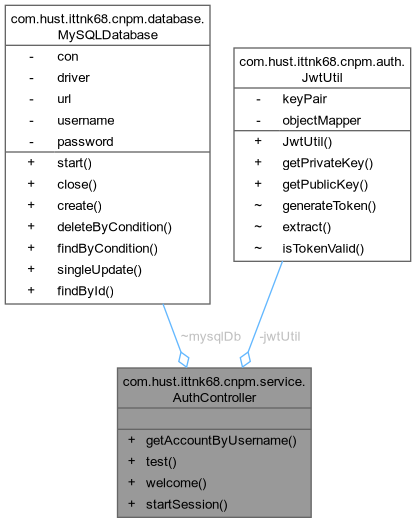 com.hust.ittnk68.cnpm.database.
MySQLDatabase
- con
- driver
- url
- username
- password
+ start()
+ close()
+ create()
+ deleteByCondition()
+ findByCondition()
+ singleUpdate()
+ findById()
com.hust.ittnk68.cnpm.auth.
JwtUtil
- keyPair
- objectMapper
+ JwtUtil()
+ getPrivateKey()
+ getPublicKey()
~ generateToken()
~ extract()
~ isTokenValid()
~mysqlDb
-jwtUtil
com.hust.ittnk68.cnpm.service.
AuthController
+ getAccountByUsername()
+ test()
+ welcome()
+ startSession()